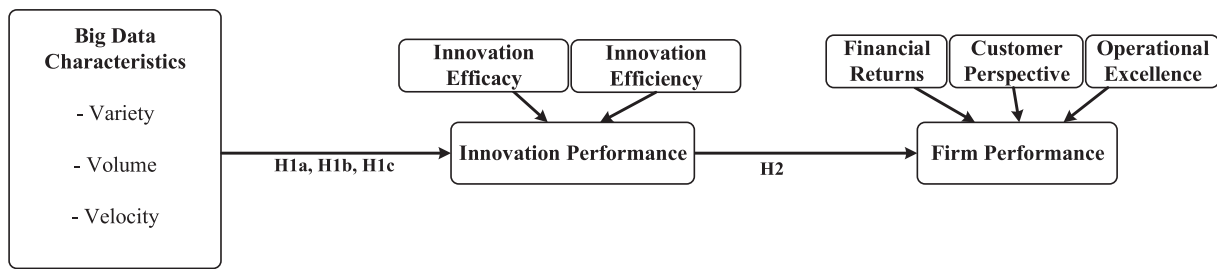 Big Data
Characteristics
- Variety
- Volume
- Velocity
H1a, H1b, H1c
Innovation
Efficacy
Innovation
Efficiency
Innovation Performance
H2
Financial
Returns
Customer
Perspective
Operational
Excellence
Firm Performance